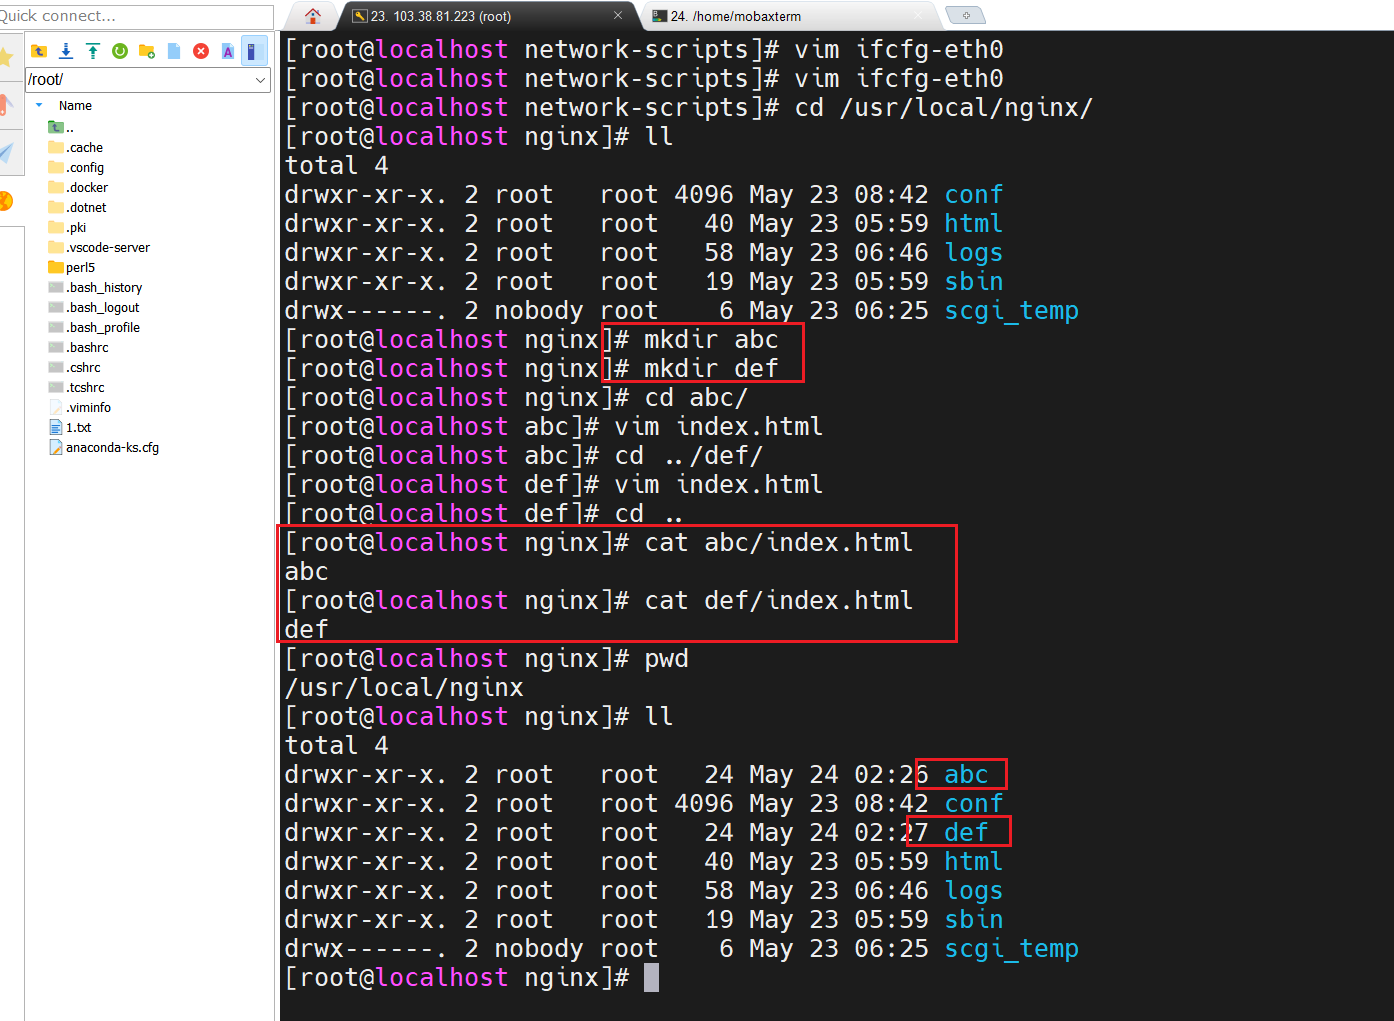 Quick connect...
23. 103.38.81.223 (root)
24. /home/mobaxterm
/root/
Name
..
.cache
.config
.docker
.dotnet
.pki
.vscode-server
perl5
.bash_history
.bash_logout
.bash_profile
.bashrc
.cshrc
.tcshrc
.viminfo
1.txt
anaconda-ks.cfg
[root@localhost network-scripts]# vim ifcfg-eth0
[root@localhost network-scripts]# vim ifcfg-eth0
[root@localhost network-scripts]# cd /usr/local/nginx/
[root@localhost nginx]# ll
total 4
drwxr-xr-x. 2 root   root 4096 May 23 08:42 conf
drwxr-xr-x. 2 root   root   40 May 23 05:59 html
drwxr-xr-x. 2 root   root   58 May 23 06:46 logs
drwxr-xr-x. 2 root   root   19 May 23 05:59 sbin
drwx------. 2 nobody root    6 May 23 06:25 scgi_temp
[root@localhost nginx]# mkdir abc
[root@localhost nginx]# mkdir def
[root@localhost nginx]# cd abc/
[root@localhost abc]# vim index.html
[root@localhost abc]# cd ../def/
[root@localhost def]# vim index.html
[root@localhost def]# cd ..
[root@localhost nginx]# cat abc/index.html
abc
[root@localhost nginx]# cat def/index.html
def
[root@localhost nginx]# pwd
/usr/local/nginx
[root@localhost nginx]# ll
total 4
drwxr-xr-x. 2 root   root   24 May 24 02:26 abc
drwxr-xr-x. 2 root   root 4096 May 23 08:42 conf
drwxr-xr-x. 2 root   root   24 May 24 02:27 def
drwxr-xr-x. 2 root   root   40 May 23 05:59 html
drwxr-xr-x. 2 root   root   58 May 23 06:46 logs
drwxr-xr-x. 2 root   root   19 May 23 05:59 sbin
drwx------. 2 nobody root    6 May 23 06:25 scgi_temp
[root@localhost nginx]#